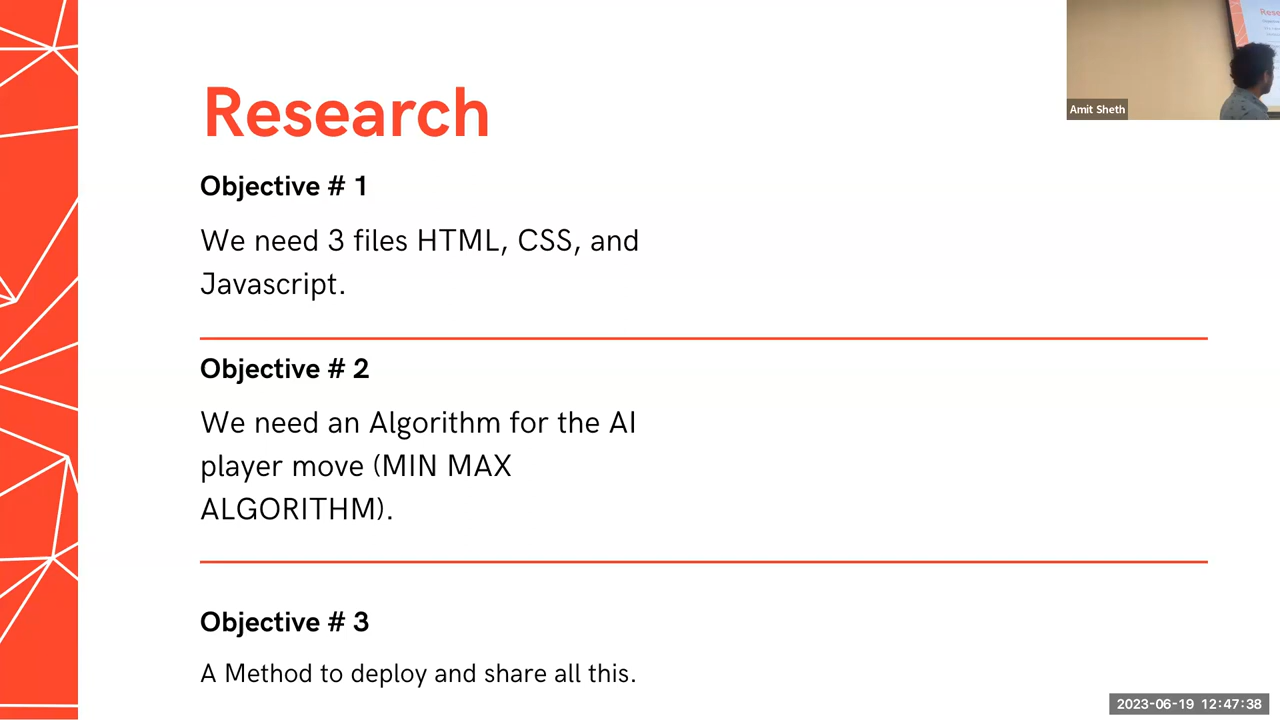 Research
Objective # 1
We need 3 files HTML, CSS, and
Javascript.
Objective # 2
We need an Algorithm for the AI
player move (MIN MAX
ALGORITHM).
Objective # 3
A Method to deploy and share all this.
Amit Sheth
2023-06-19 12:47:38